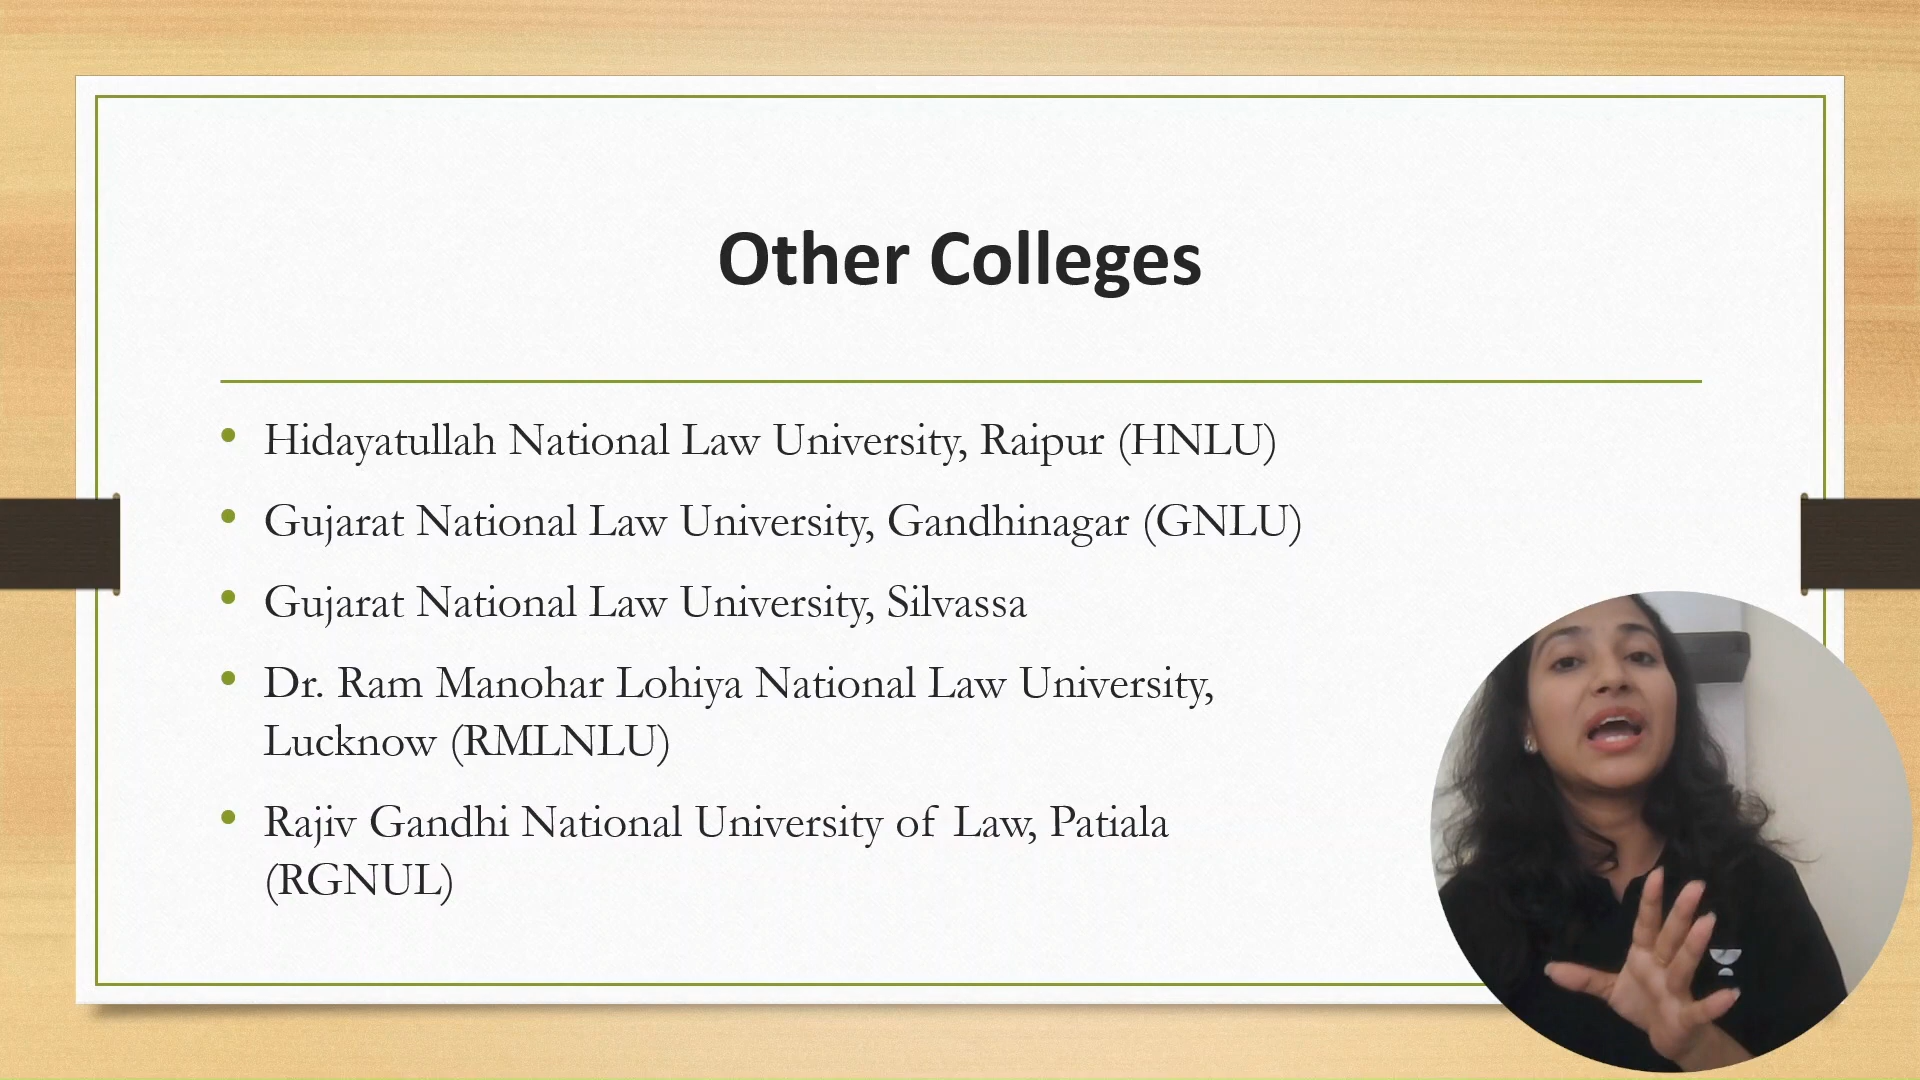 Other Colleges
• Hidayatullah National Law University, Raipur (HNLU)
• Gujarat National Law University, Gandhinagar (GNLU)
• Gujarat National Law University, Silvassa
• Dr. Ram Manohar Lohiya National Law University,
Lucknow (RMLNLU)
• Rajiv Gandhi National University of Law, Patiala
(RGNUL)